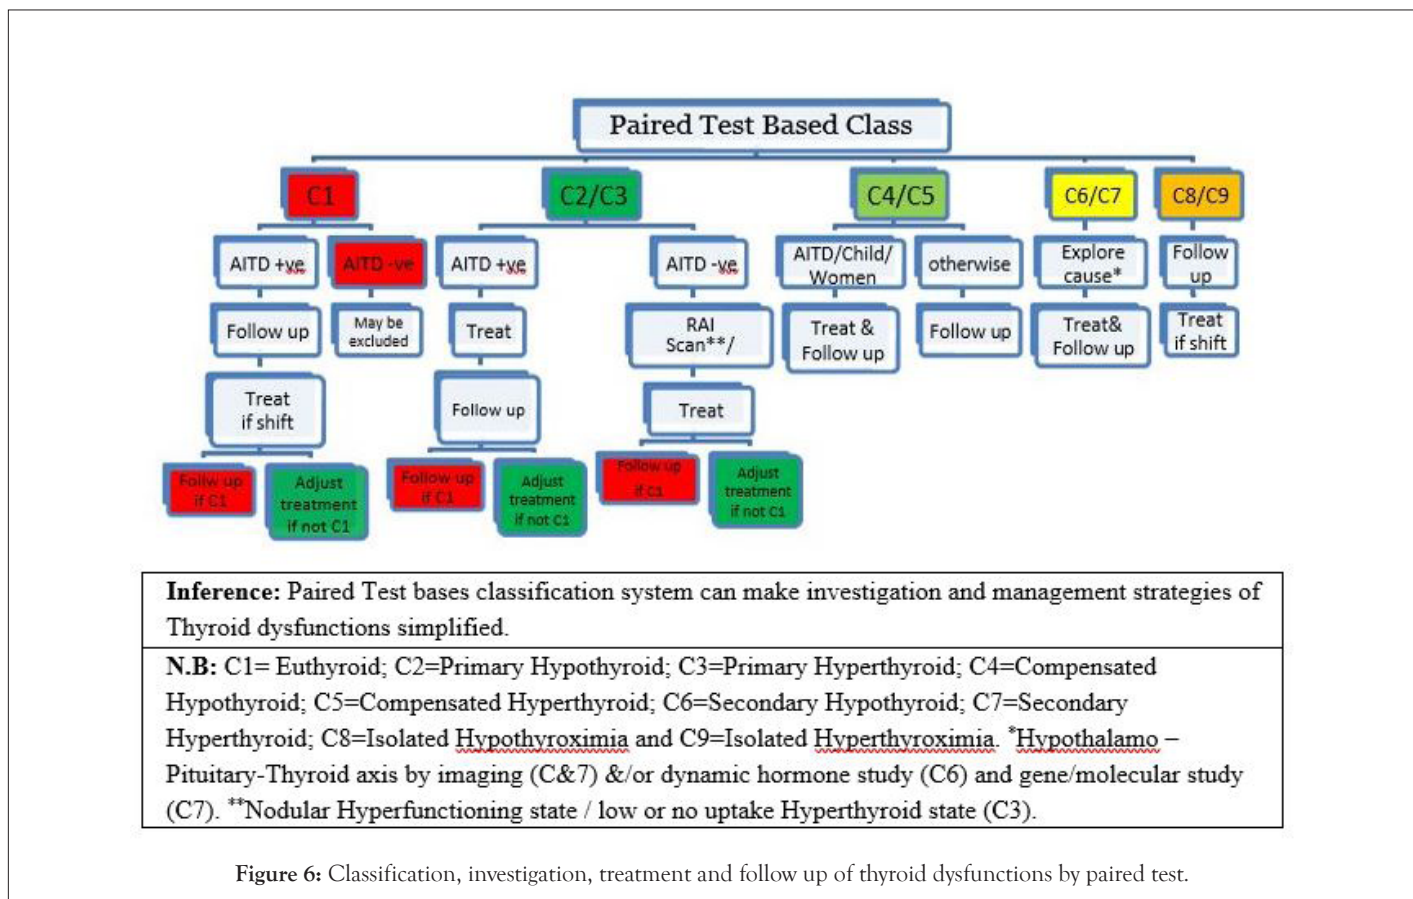 Paired Test Based Class
C1
C2/C3
C4/C5
C6/C7
C8/C9
AITD +ve
AITD -ve
AITD +ve
AITD -ve
AITD/Child/
Women
otherwise
Explore
cause*
Follow
up
Follow up
May be
excluded
Treat
RAI
Scan**/
Treat &
Follow up
Follow up
Treat&
Follow up
Treat
if shift
Treat
if shift
Follow up
Treat
Follw up
if C1
Adjust
treatment
if not C1
Follow up
if C1
Adjust
treatment
if not C1
Follow up
if C1
Adjust
treatment
if not C1
Inference: Paired Test bases classification system can make investigation and management strategies of
Thyroid dysfunctions simplified.
N.B: C1= Euthyroid; C2=Primary Hypothyroid; C3=Primary Hyperthyroid; C4=Compensated
Hypothyroid; C5=Compensated Hyperthyroid; C6=Secondary Hypothyroid; C7=Secondary
Hyperthyroid; C8=Isolated Hypothyroximia and C9=Isolated Hyperthyroximia. *Hypothalamo –
Pituitary-Thyroid axis by imaging (C&7) &/or dynamic hormone study (C6) and gene/molecular study
(C7). **Nodular Hyperfunctioning state / low or no uptake Hyperthyroid state (C3).
Figure 6: Classification, investigation, treatment and follow up of thyroid dysfunctions by paired test.